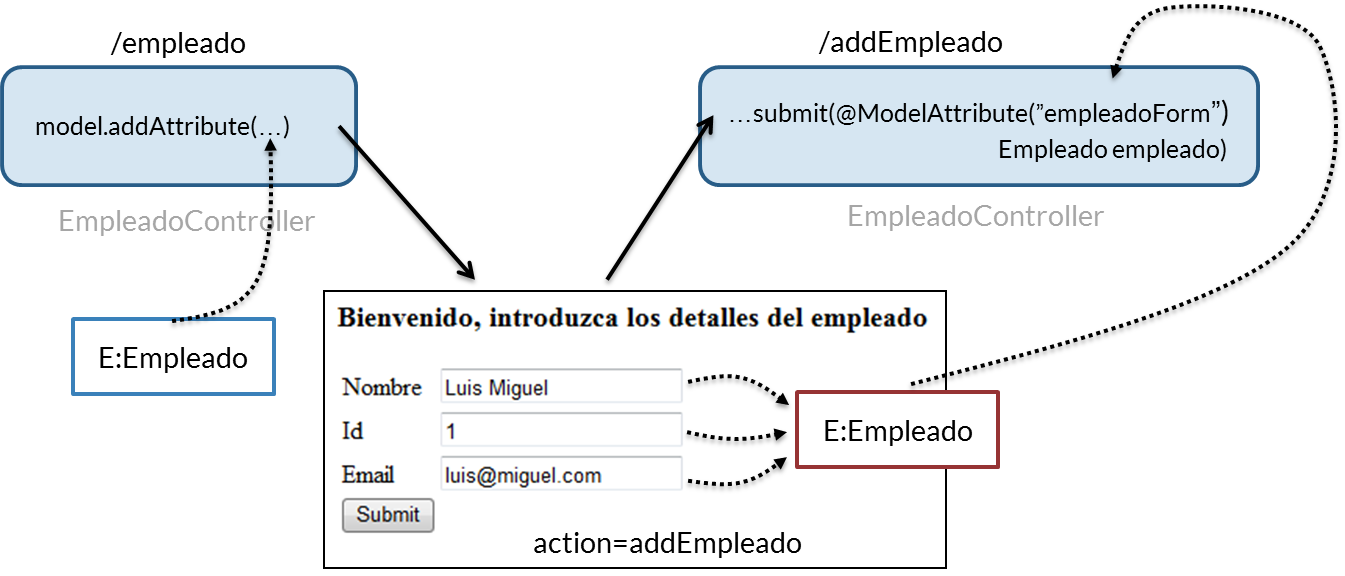 /empleado
model.addAttribute(…)
EmpleadoController
E:Empleado
/addEmpleado
…submit(@ModelAttribute(”empleadoForm”)
Empleado empleado)
EmpleadoController
Bienvenido, introduzca los detalles del empleado
Nombre Luis Miguel
Id 1
Email luis@miguel.com
Submit
E:Empleado
action=addEmpleado